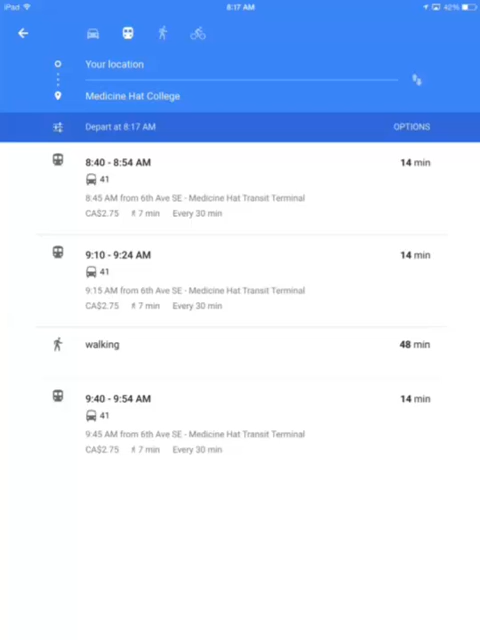 iPad 8:17 AM 42%
Your location
Medicine Hat College
Depart at 8:17 AM OPTIONS
8:40 - 8:54 AM 14 min
41
8:45 AM from 6th Ave SE - Medicine Hat Transit Terminal
CA$2.75 7 min Every 30 min
9:10 - 9:24 AM 14 min
41
9:15 AM from 6th Ave SE - Medicine Hat Transit Terminal
CA$2.75 7 min Every 30 min
walking 48 min
9:40 - 9:54 AM 14 min
41
9:45 AM from 6th Ave SE - Medicine Hat Transit Terminal
CA$2.75 7 min Every 30 min